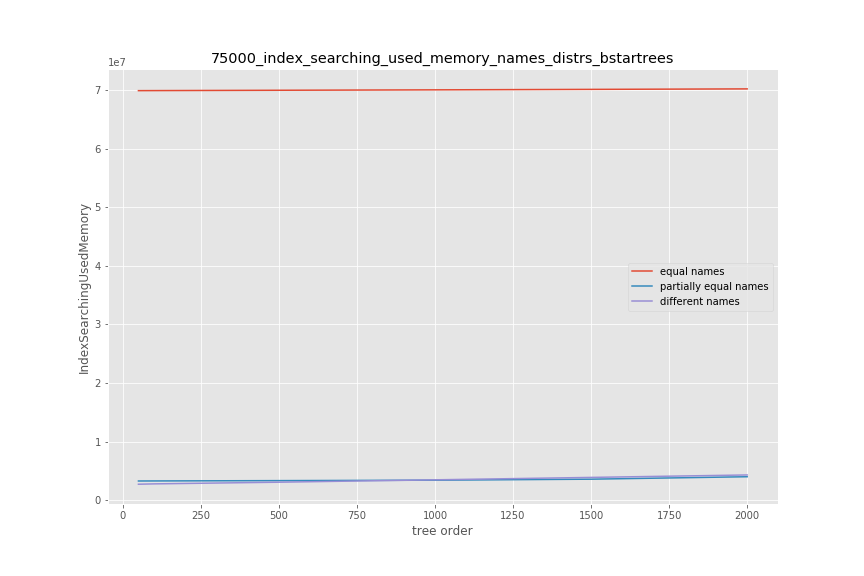 75000_index_searching_used_memory_names_distrs_bstartrees
1e7
7
6
5
4
3
2
1
0
IndexSearchingUsedMemory
equal names
partially equal names
different names
0 250 500 750 1000 1250 1500 1750 2000
tree order